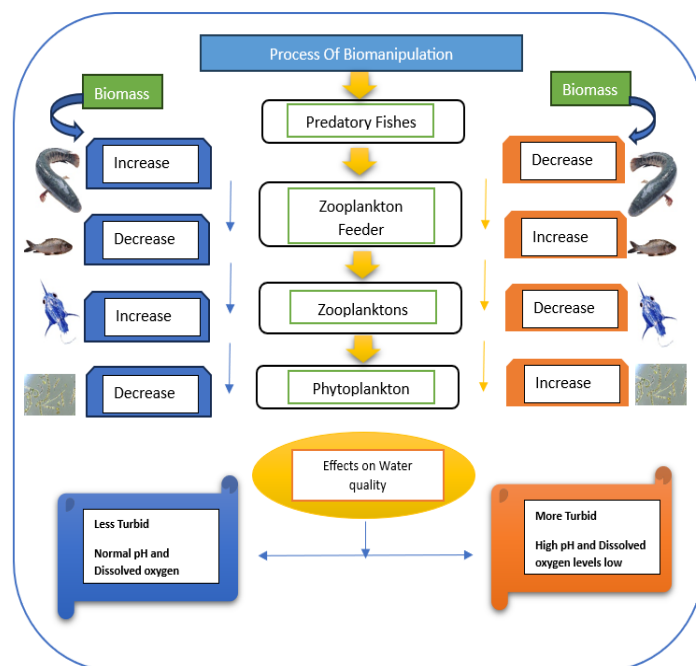 Process Of Biomanipulation
Biomass
Biomass
Predatory Fishes
Increase
Decrease
Zooplankton
Feeder
Decrease
Increase
Zooplanktons
Increase
Decrease
Phytoplankton
Decrease
Increase
Effects on Water
quality
Less Turbid
Normal pH and
Dissolved oxygen
More Turbid
High pH and Dissolved
oxygen levels low